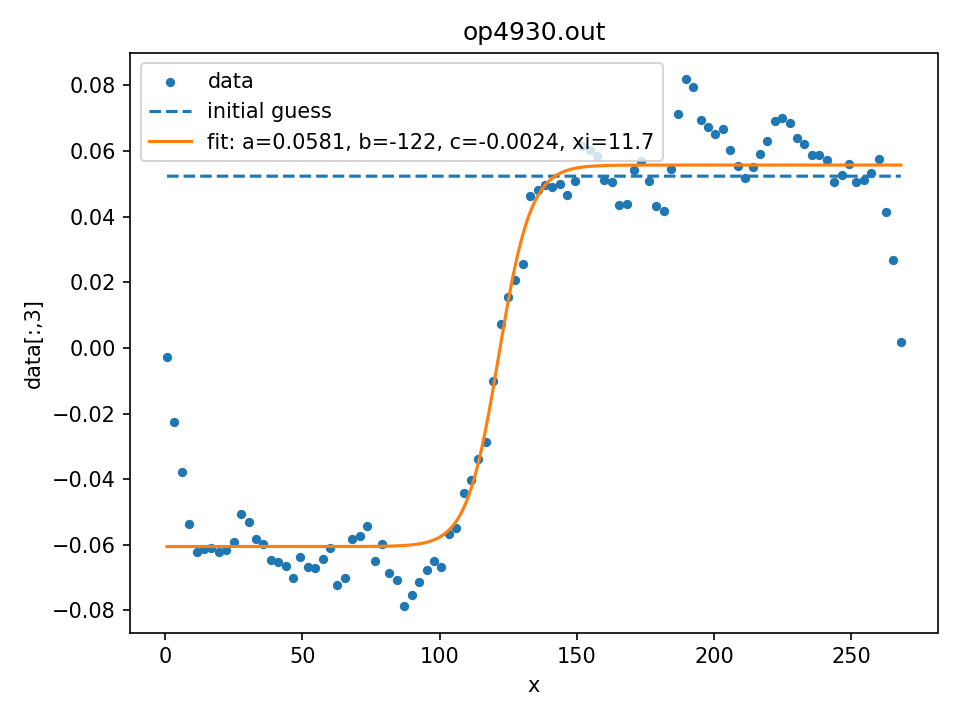 op4930.out
data
initial guess
fit: a=0.0581, b=-122, c=-0.0024, xi=11.7
0.08
0.06
0.04
0.02
0.00
−0.02
−0.04
−0.06
−0.08
data[:,3]
0
50
100
150
200
250
x